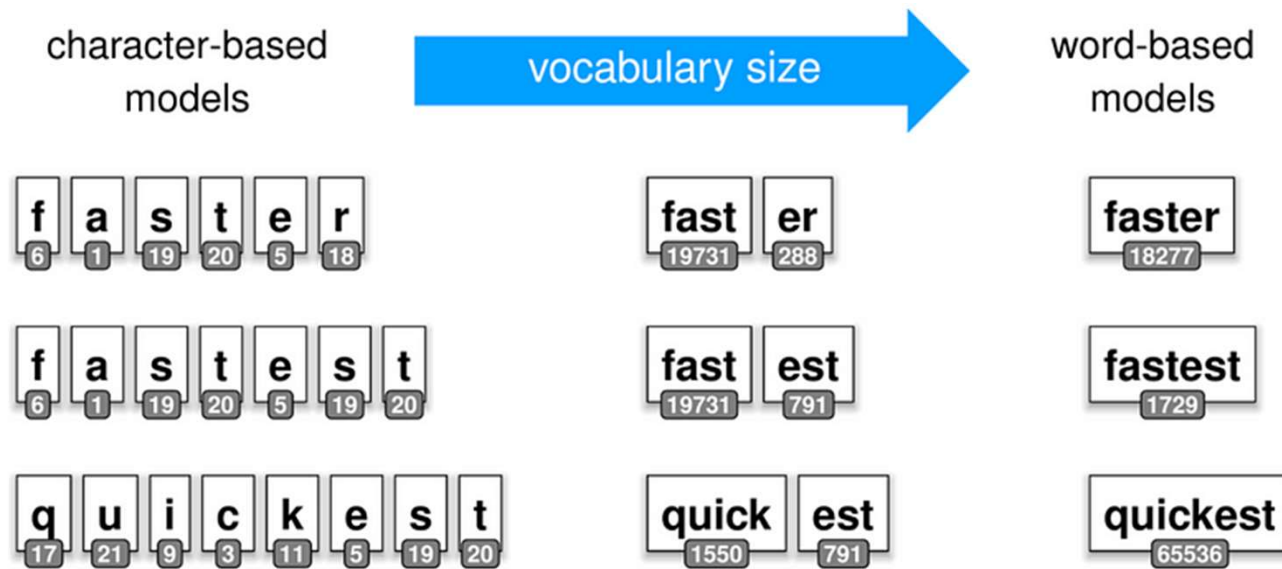 character-based
models
vocabulary size
word-based
models
f a s t e r
6 1 19 20 5 18
fast er
19731 288
faster
18277
f a s t e s t
6 1 19 20 5 19 20
fast est
19731 791
fastest
1729
q u i c k e s t
17 21 9 3 11 5 19 20
quick est
1550 791
quickest
65536